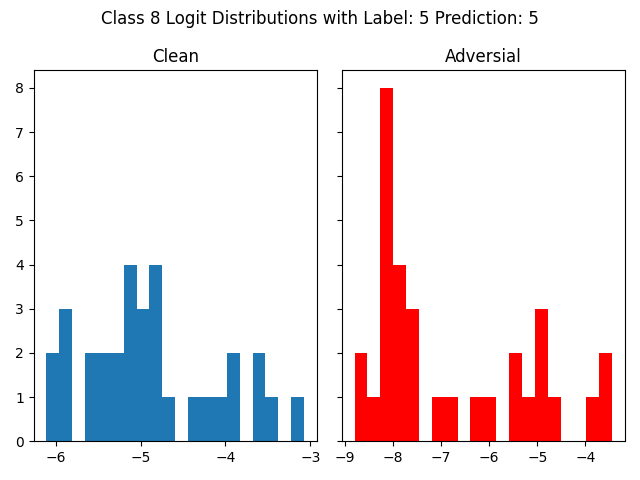 Class 8 Logit Distributions with Label: 5 Prediction: 5
Clean
Adversial
8
7
6
5
4
3
2
1
0
−6 −5 −4 −3
−9 −8 −7 −6 −5 −4